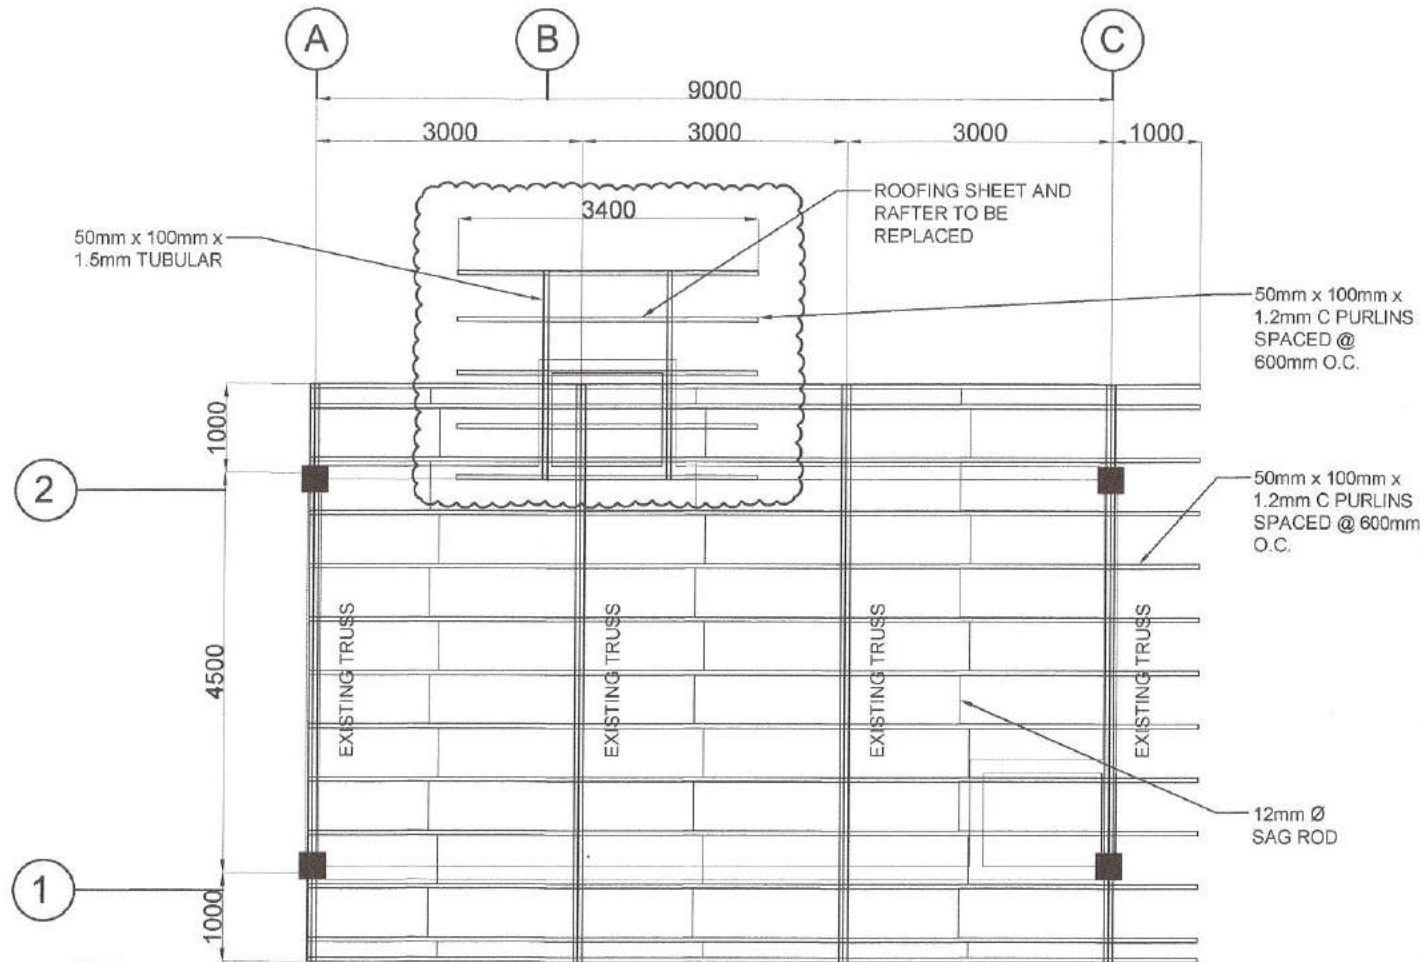 A
B
C
9000
3000
3000
3000
1000
3400
ROOFING SHEET AND
RAFTER TO BE
REPLACED
50mm x 100mm x
1.5mm TUBULAR
50mm x 100mm x
1.2mm C PURLINS
SPACED @
600mm O.C.
1000
2
50mm x 100mm x
1.2mm C PURLINS
SPACED @ 600mm
O.C.
4500
EXISTING TRUSS
EXISTING TRUSS
EXISTING TRUSS
EXISTING TRUSS
12mm Ø
SAG ROD
1
1000